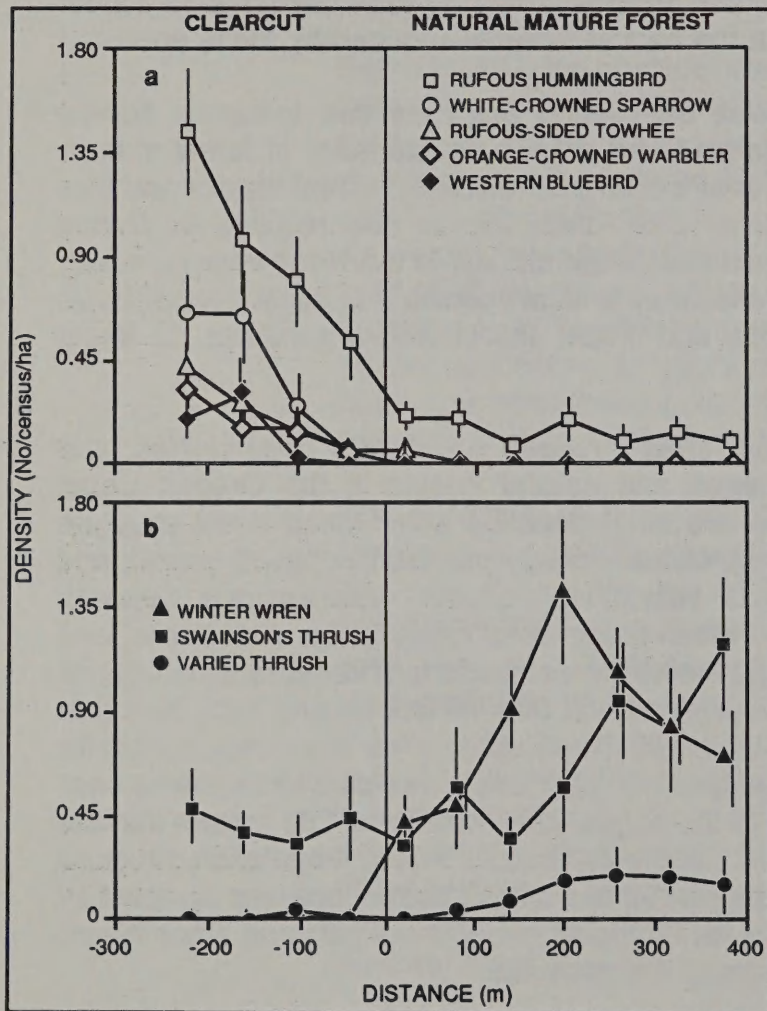 CLEARCUT NATURAL MATURE FOREST
1.80
a
RUFOUS HUMMINGBIRD
WHITE-CROWNED SPARROW
RUFOUS-SIDED TOWHEE
ORANGE-CROWNED WARBLER
WESTERN BLUEBIRD
1.35
0.90
0.45
0
DENSITY (No/census/ha)
1.80
b
WINTER WREN
SWAINSON'S THRUSH
VARIED THRUSH
1.35
0.90
0.45
0
-300 -200 -100 0 100 200 300 400
DISTANCE (m)